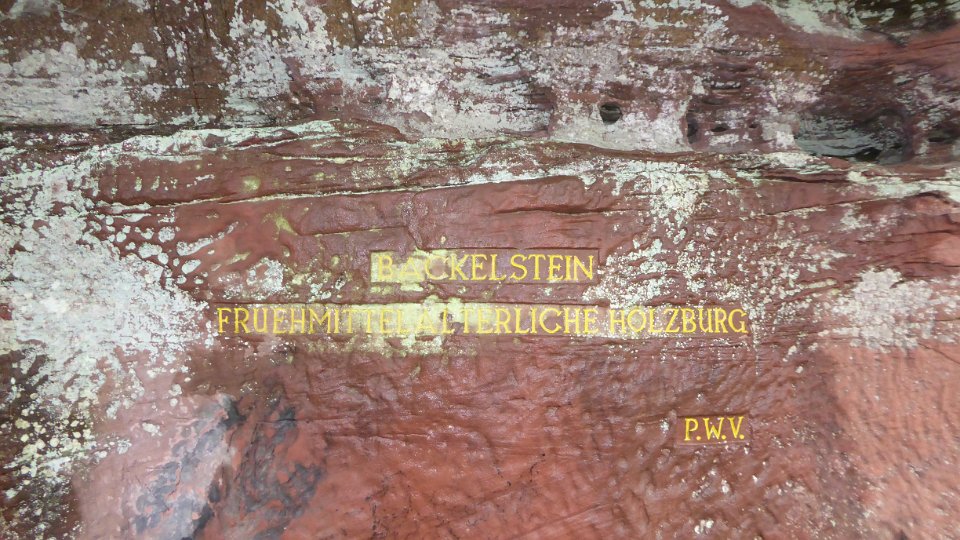 BACKELSTEIN
FRUEHMITTELALTERLICHE HOLZBURG
P.W.V.